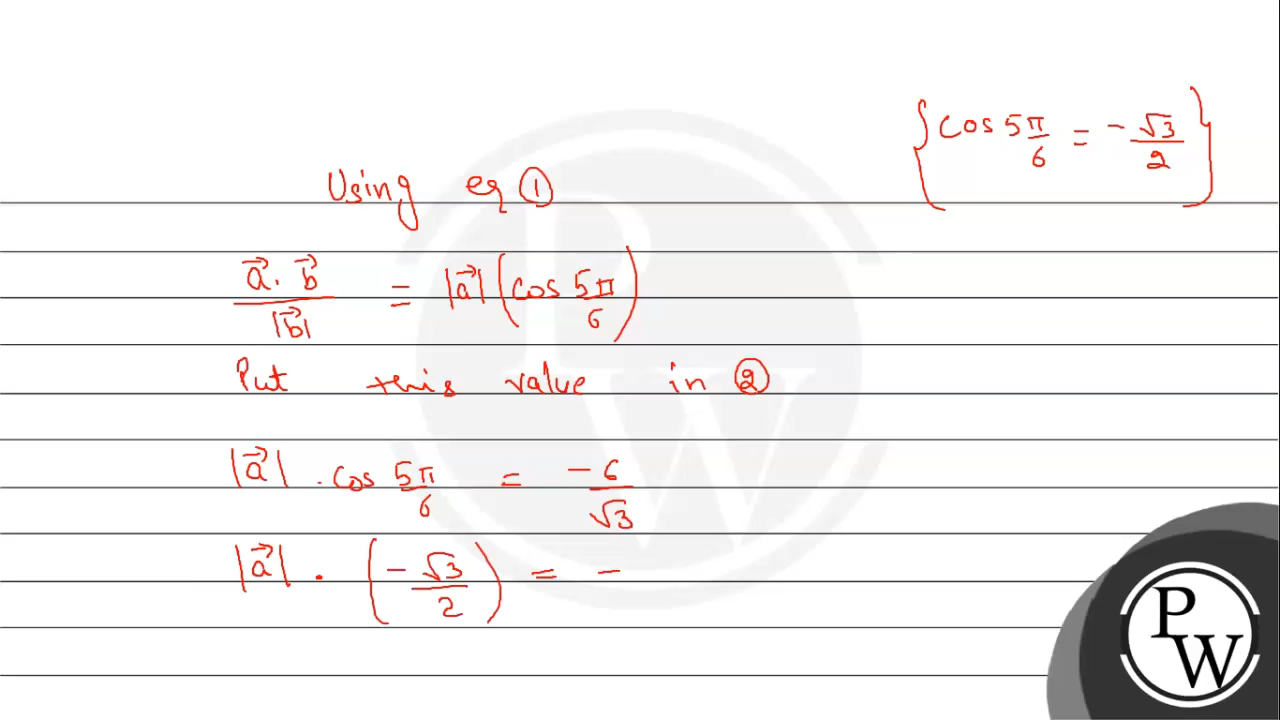 {cos 5π/6 = -√3/2}
Using eq ①
a⃗ . b⃗ / |b⃗| = |a⃗| (cos 5π/6)
Put this value in ②
|a⃗| . cos 5π/6 = -6/√3
|a⃗| . (-√3/2) = -
PW
PW